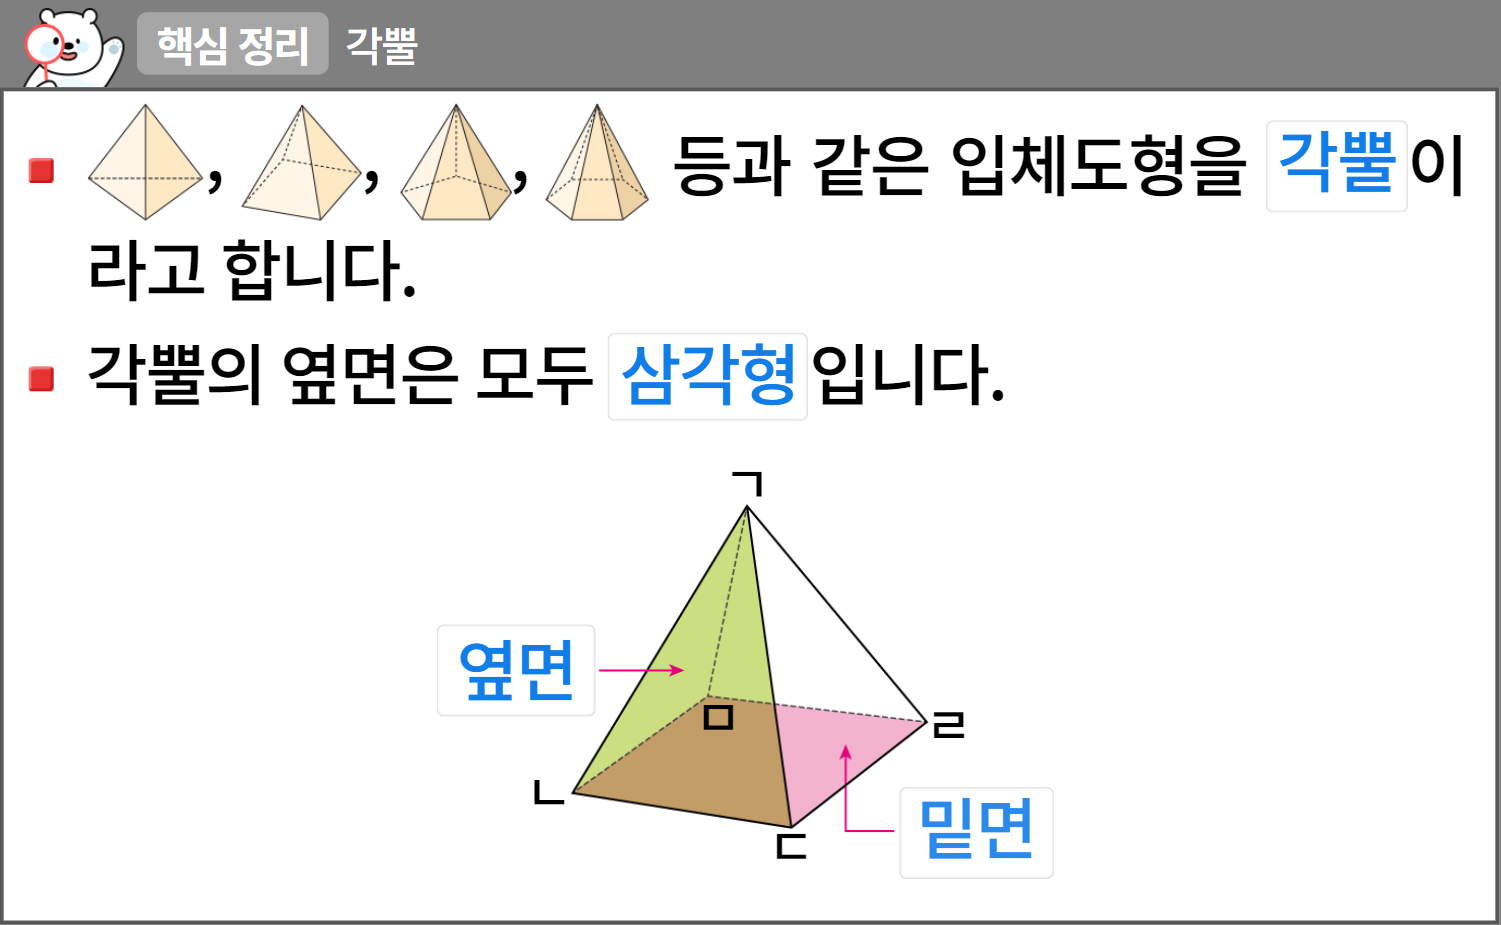 핵심 정리 각뿔
, , , 등과 같은 입체도형을 각뿔이
라고 합니다.
각뿔의 옆면은 모두 삼각형입니다.
ㄱ
옆면
ㅁ
ㄹ
ㄴ
밑면
ㄷ